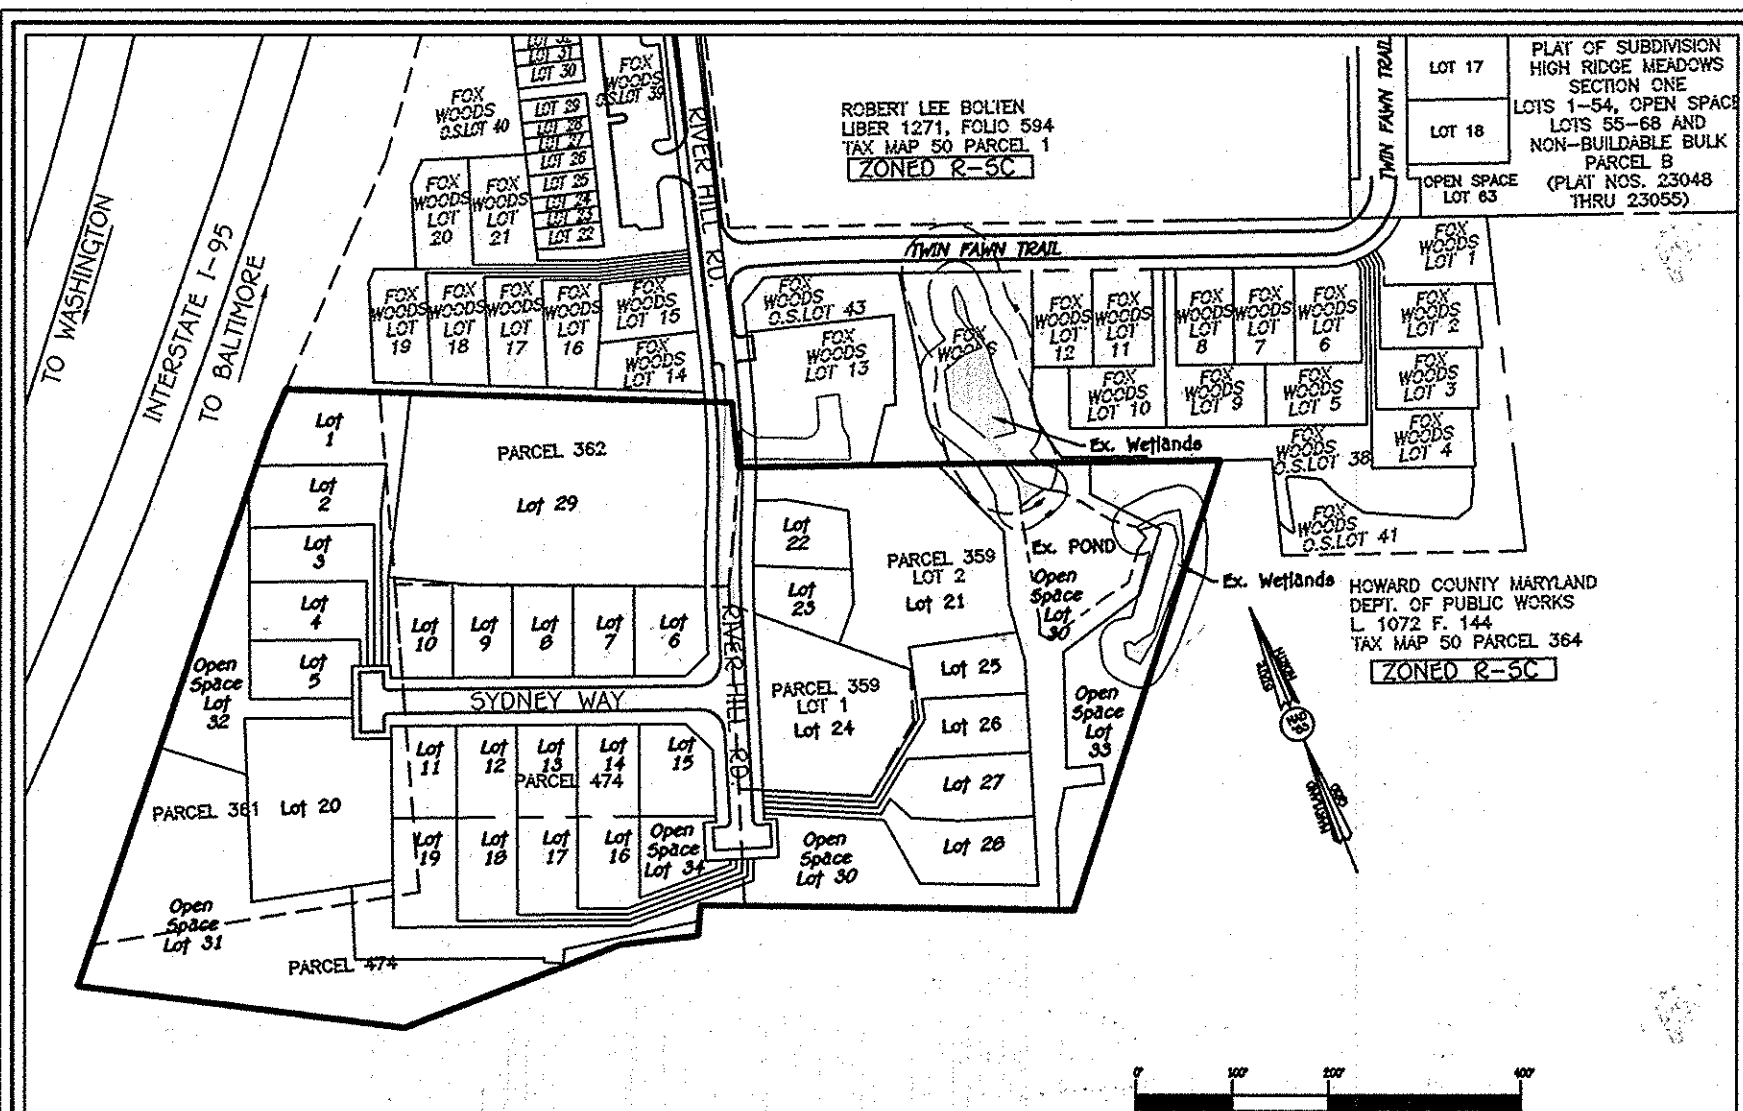 TO WASHINGTON
INTERSTATE I-95
TO BALTIMORE
FOX
WOODS
O.S.LOT 40
LOT 31
LOT 30
LOT 29
LOT 28
LOT 27
LOT 26
LOT 25
LOT 24
LOT 23
LOT 22
FOX
WOODS
O.S.LOT 39
RIVER HILL RD.
FOX
WOODS
LOT
20
FOX
WOODS
LOT
21
ROBERT LEE BOLTEN
LIBER 1271, FOLIO 594
TAX MAP 50 PARCEL 1
ZONED R-SC
TWIN FAWN TRAIL
LOT 17
LOT 18
OPEN SPACE
LOT 63
PLAT OF SUBDIVISION
HIGH RIDGE MEADOWS
SECTION ONE
LOTS 1-54, OPEN SPACE
LOTS 55-68 AND
NON-BUILDABLE BULK
PARCEL B
(PLAT NOS. 23048
THRU 23055)
TWIN FAWN TRAIL
FOX
WOODS
LOT
19
FOX
WOODS
LOT
18
FOX
WOODS
LOT
17
FOX
WOODS
LOT
16
FOX
WOODS
LOT 15
FOX
WOODS
LOT 14
FOX
WOODS
O.S.LOT 43
FOX
WOODS
LOT 13
FOX
WOODS
FOX
WOODS
LOT
12
FOX
WOODS
LOT
11
FOX
WOODS
LOT
8
FOX
WOODS
LOT
7
FOX
WOODS
LOT
6
FOX
WOODS
LOT 1
FOX
WOODS
LOT 2
FOX
WOODS
LOT 3
FOX
WOODS
LOT 4
FOX
WOODS
LOT 10
FOX
WOODS
LOT 9
FOX
WOODS
LOT 5
FOX
WOODS
O.S.LOT 38
FOX
WOODS
O.S.LOT 41
Ex. Wetlands
Lot
1
Lot
2
Lot
3
Lot
4
Lot
5
PARCEL 362
Lot 29
Lot
10
Lot
9
Lot
8
Lot
7
Lot
6
Lot
22
Lot
23
PARCEL 359
LOT 2
Lot 21
Ex. POND
Open
Space
Lot
30
Ex. Wetlands
HOWARD COUNTY MARYLAND
DEPT. OF PUBLIC WORKS
L. 1072 F. 144
TAX MAP 50 PARCEL 364
ZONED R-SC
Open
Space
Lot
32
SYDNEY WAY
RIVER HILL RD.
PARCEL 359
LOT 1
Lot 24
Lot 25
Lot 26
Lot 27
Lot 28
Open
Space
Lot
33
Lot
11
Lot
12
Lot
13
Lot
14
Lot
15
PARCEL 474
PARCEL 361
Lot 20
Lot
19
Lot
18
Lot
17
Lot
16
Open
Space
Lot 34
Open
Space
Lot 30
Open
Space
Lot 31
PARCEL 474
NORTH
MARYLAND
0'
100'
200'
400'